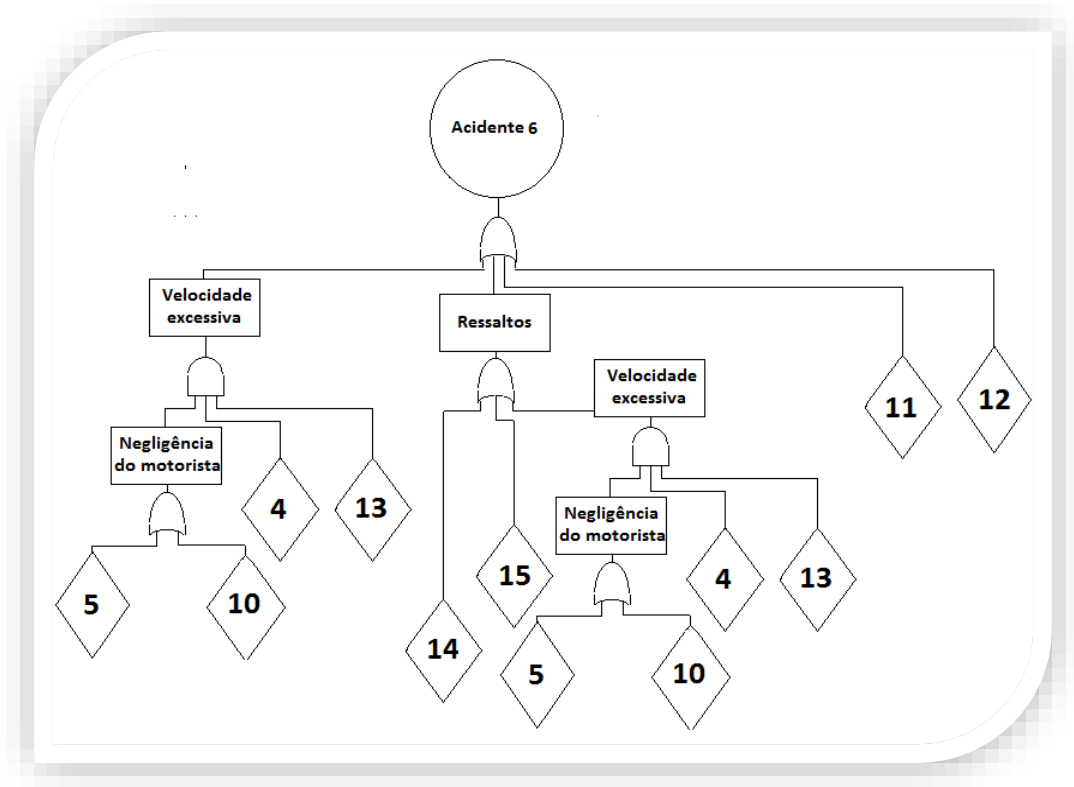 Acidente 6
Velocidade
excessiva
Ressaltos
Velocidade
excessiva
11
12
Negligência
do motorista
4
13
Negligência
do motorista
15
4
13
5
10
14
5
10